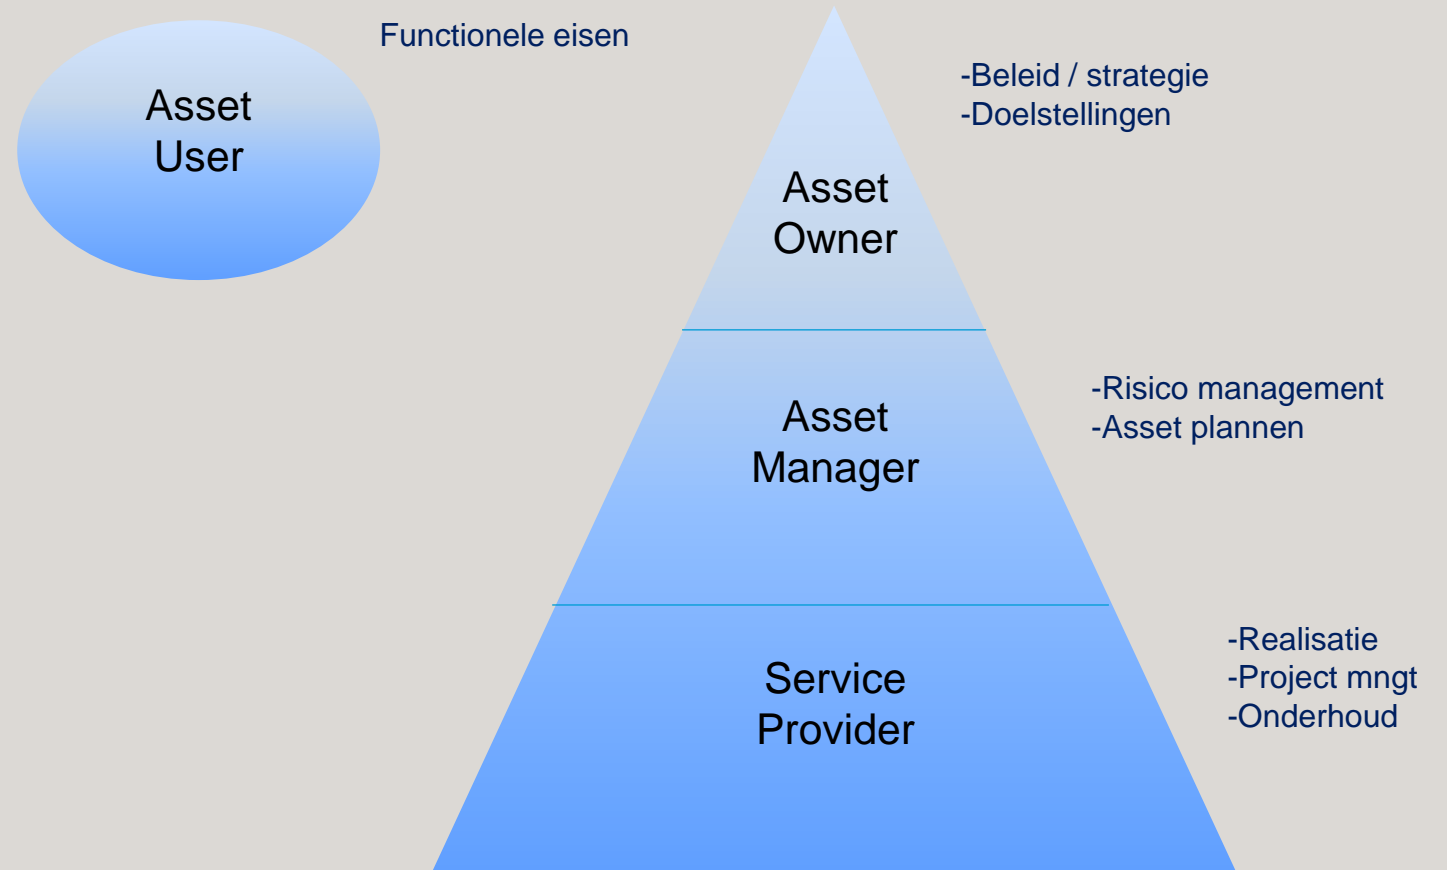 Functionele eisen
Asset
User
-Beleid / strategie
-Doelstellingen
Asset
Owner
-Risico management
-Asset plannen
Asset
Manager
-Realisatie
-Project mngt
-Onderhoud
Service
Provider